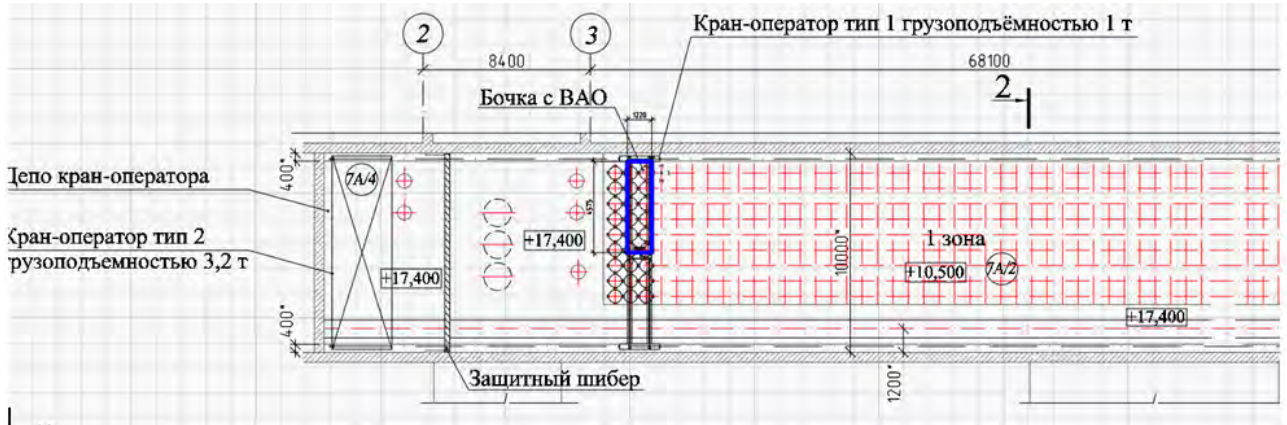 Кран-оператор тип 1 грузоподъёмностью 1 т
2
3
8400
68100
Бочка с ВАО
2
1220
Депо кран-оператора
400*
7А/4
Кран-оператор тип 2
грузоподъемностью 3,2 т
+17,400
+17,400
10000*
1 зона
+10,500
7А/2
+17,400
400*
1200*
Защитный шибер